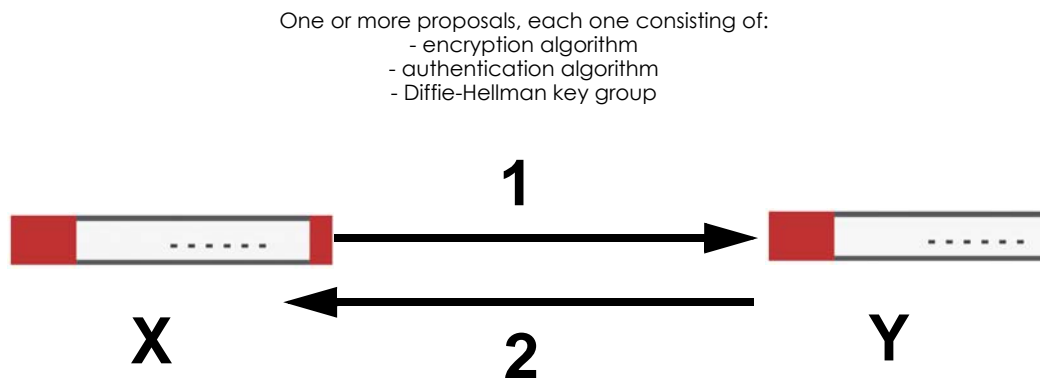 One or more proposals, each one consisting of:
- encryption algorithm
- authentication algorithm
- Diffie-Hellman key group
1
X
Y
2